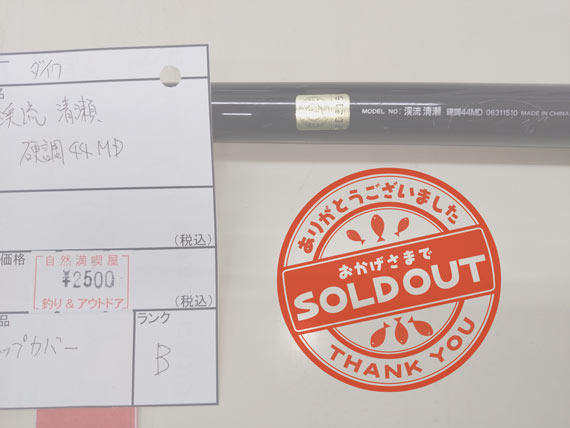 ダイワ
渓流 清瀬
硬調 44 MD
(税込)
価格
自然満喫屋
¥2500
釣り&アウトドア
(税込)
品
ップカバー
ランク
B
MODEL NO: 渓流 清瀬 硬調44MD 06311510 MADE IN CHINA
ありがとうございました
おかげさまで
SOLDOUT
THANK YOU